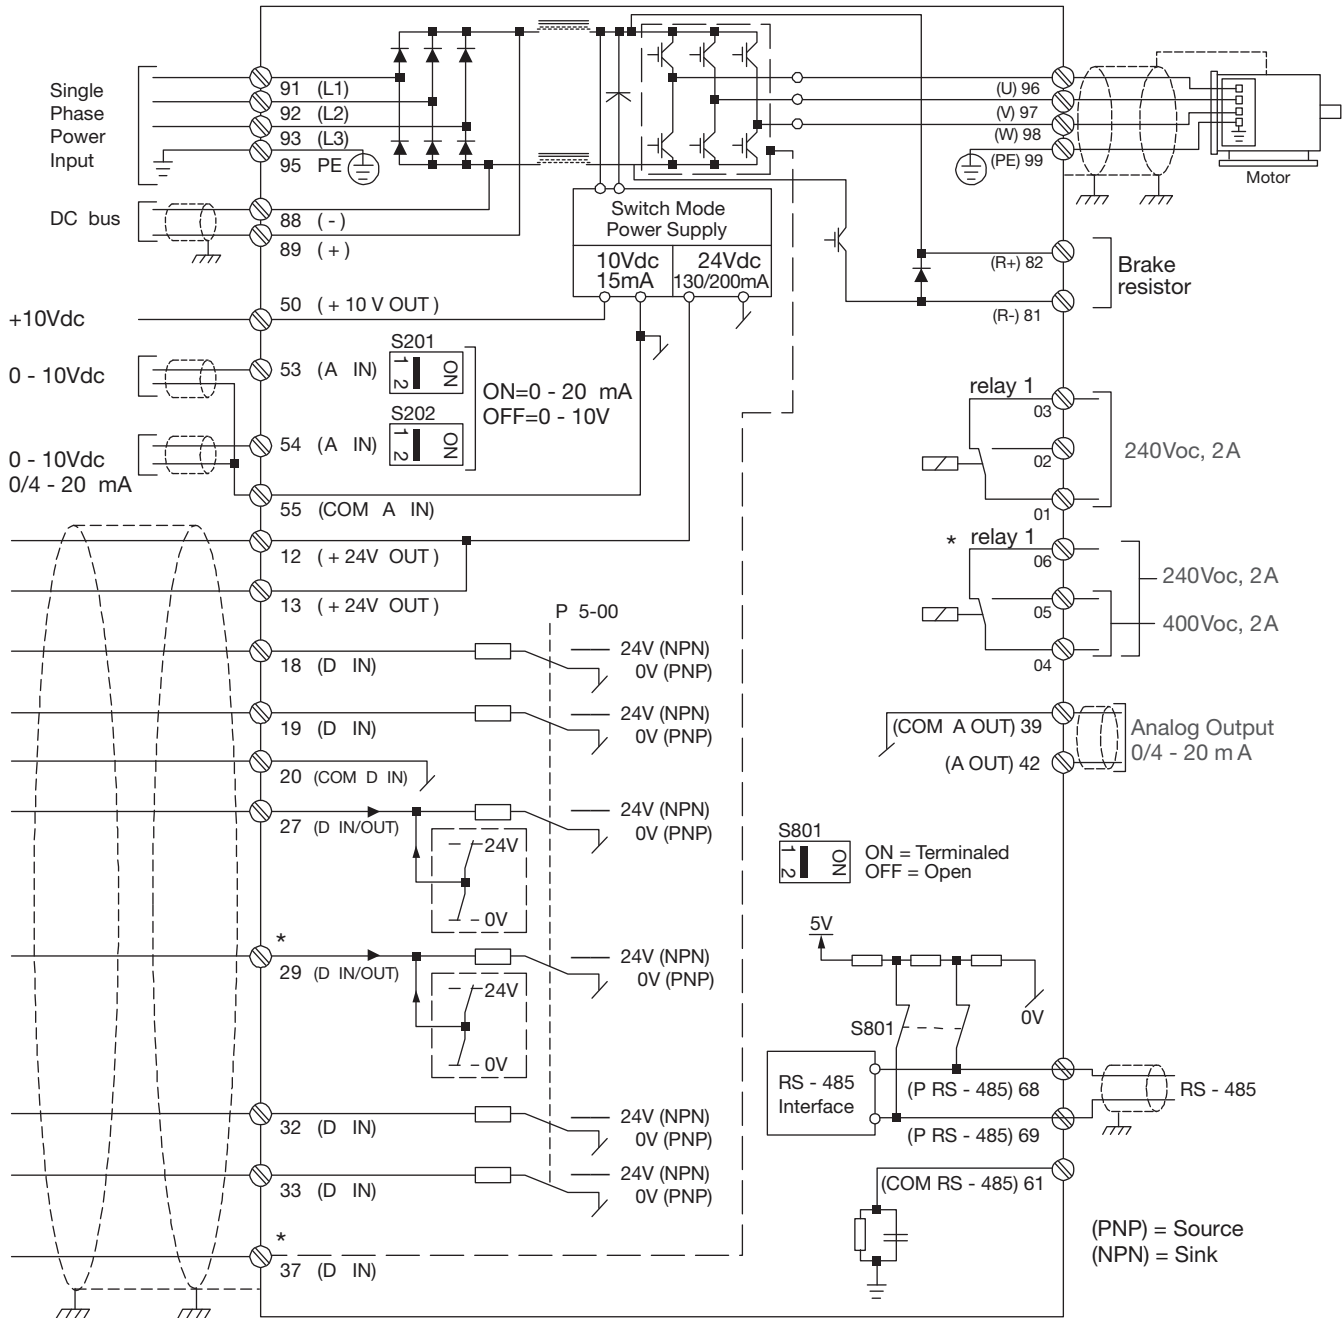 Single
Phase
Power
Input
91 (L1)
92 (L2)
93 (L3)
95 PE
DC bus
88 ( - )
89 ( + )
+10Vdc
50 ( + 10 V OUT )
0 - 10Vdc
53 (A IN)
S201
1 2 ON
ON=0 - 20 mA
OFF=0 - 10V
S202
1 2 ON
54 (A IN)
0 - 10Vdc
0/4 - 20 mA
55 (COM A IN)
12 ( + 24V OUT )
13 ( + 24V OUT )
P 5-00
18 (D IN)
24V (NPN)
0V (PNP)
19 (D IN)
24V (NPN)
0V (PNP)
20 (COM D IN)
27 (D IN/OUT)
24V (NPN)
0V (PNP)
24V
0V
*
29 (D IN/OUT)
24V (NPN)
0V (PNP)
24V
0V
32 (D IN)
24V (NPN)
0V (PNP)
33 (D IN)
24V (NPN)
0V (PNP)
*
37 (D IN)
Switch Mode
Power Supply
10Vdc
15mA
24Vdc
130/200mA
(U) 96
(V) 97
(W) 98
(PE) 99
Motor
(R+) 82
(R-) 81
Brake
resistor
relay 1
03
02
01
240Voc, 2A
* relay 1
06
05
04
240Voc, 2A
400Voc, 2A
(COM A OUT) 39
(A OUT) 42
Analog Output
0/4 - 20 mA
S801
1 2 ON
ON = Terminaled
OFF = Open
5V
S801
0V
RS - 485
Interface
(P RS - 485) 68
(P RS - 485) 69
RS - 485
(COM RS - 485) 61
(PNP) = Source
(NPN) = Sink